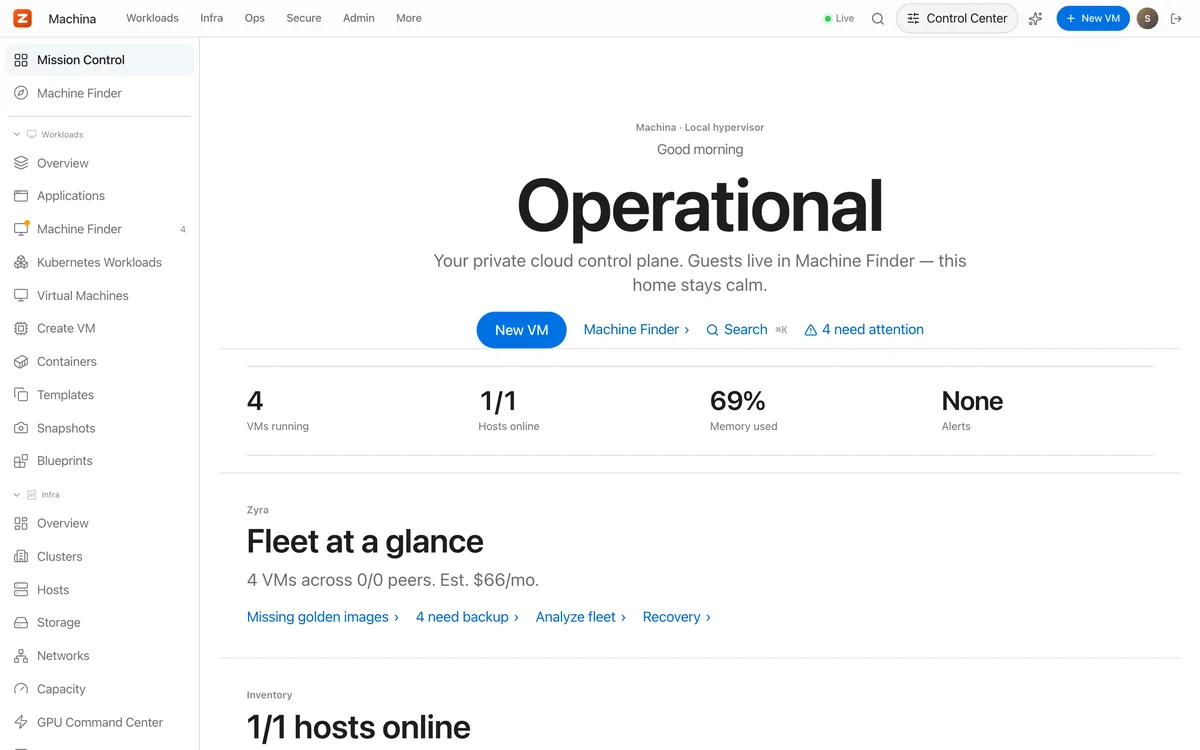 Z Machina Workloads Infra Ops Secure Admin More Live Control Center + New VM S
Mission Control
Machine Finder
Workloads
Overview
Applications
Machine Finder 4
Kubernetes Workloads
Virtual Machines
Create VM
Containers
Templates
Snapshots
Blueprints
Infra
Overview
Clusters
Hosts
Storage
Networks
Capacity
GPU Command Center
Machina · Local hypervisor
Good morning
Operational
Your private cloud control plane. Guests live in Machine Finder — this
home stays calm.
New VM Machine Finder › Search ⌘K 4 need attention
4 1/1 69% None
VMs running Hosts online Memory used Alerts
Zyra
Fleet at a glance
4 VMs across 0/0 peers. Est. $66/mo.
Missing golden images › 4 need backup › Analyze fleet › Recovery ›
Inventory
1/1 hosts online